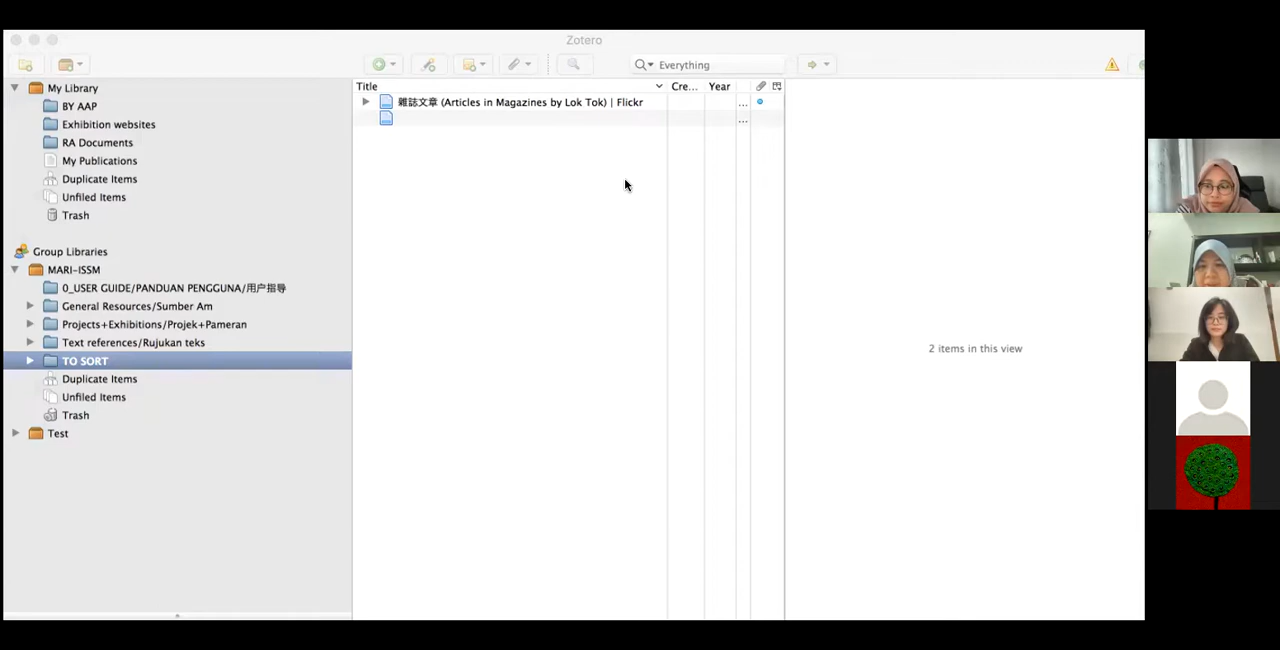 Zotero
Everything
My Library
BY AAP
Exhibition websites
RA Documents
My Publications
Duplicate Items
Unfiled Items
Trash
Group Libraries
MARI-ISSM
0_USER GUIDE/PANDUAN PENGGUNA/用户指导
General Resources/Sumber Am
Projects+Exhibitions/Projek+Pameran
Text references/Rujukan teks
TO SORT
Duplicate Items
Unfiled Items
Trash
Test
Title Cre... Year
雜誌文章 (Articles in Magazines by Lok Tok) | Flickr ...
...
2 items in this view